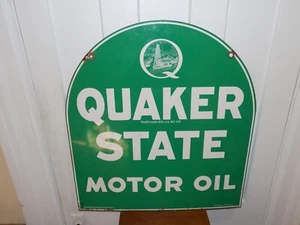 Q
QUAKER
STATE
MOTOR OIL